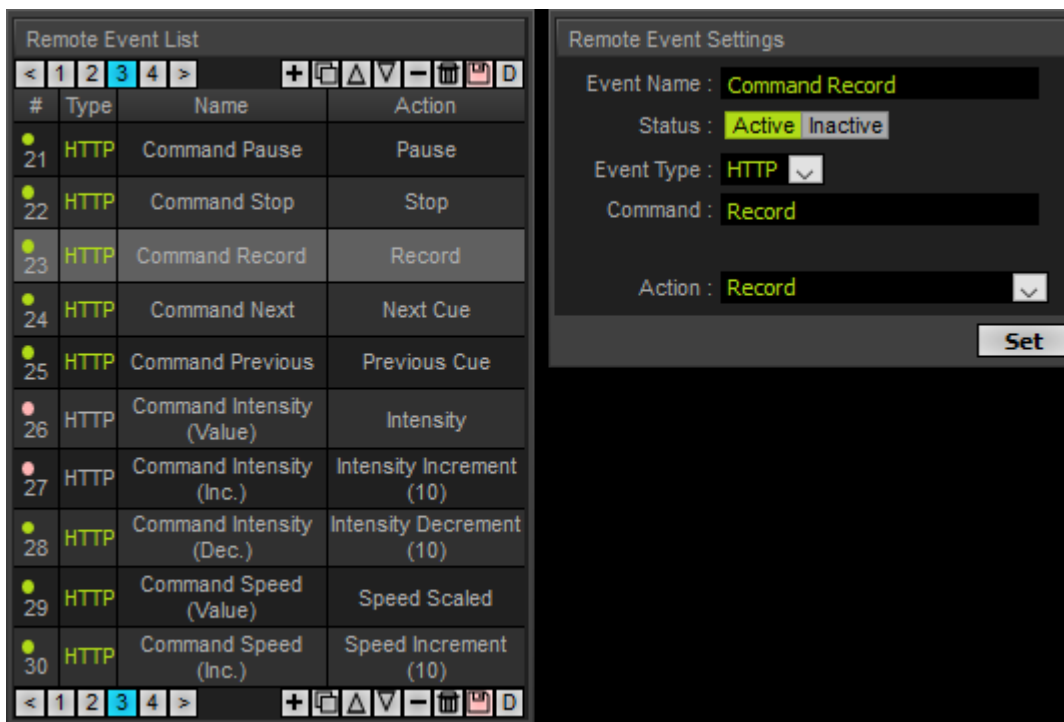 Remote Event List
< 1 2 3 4 > + − D
# Type Name Action
21 HTTP Command Pause Pause
22 HTTP Command Stop Stop
23 HTTP Command Record Record
24 HTTP Command Next Next Cue
25 HTTP Command Previous Previous Cue
26 HTTP Command Intensity (Value) Intensity
27 HTTP Command Intensity (Inc.) Intensity Increment (10)
28 HTTP Command Intensity (Dec.) Intensity Decrement (10)
29 HTTP Command Speed (Value) Speed Scaled
30 HTTP Command Speed (Inc.) Speed Increment (10)
< 1 2 3 4 > + − D
Remote Event Settings
Event Name : Command Record
Status : Active Inactive
Event Type : HTTP
Command : Record
Action : Record
Set